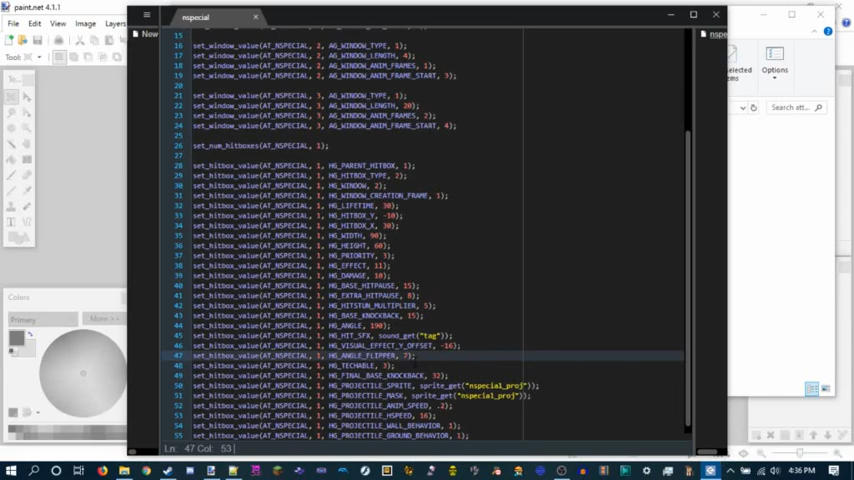 paint.net 4.1.1
File Edit View Image Layers
Tool:
Colors
Primary
More
nspecial
New
nspe
elected
ems
Options
Search att...
15
16 set_window_value(AT_NSPECIAL, 2, AG_WINDOW_TYPE, 1);
17 set_window_value(AT_NSPECIAL, 2, AG_WINDOW_LENGTH, 4);
18 set_window_value(AT_NSPECIAL, 2, AG_WINDOW_ANIM_FRAMES, 1);
19 set_window_value(AT_NSPECIAL, 2, AG_WINDOW_ANIM_FRAME_START, 3);
20
21 set_window_value(AT_NSPECIAL, 3, AG_WINDOW_TYPE, 1);
22 set_window_value(AT_NSPECIAL, 3, AG_WINDOW_LENGTH, 20);
23 set_window_value(AT_NSPECIAL, 3, AG_WINDOW_ANIM_FRAMES, 2);
24 set_window_value(AT_NSPECIAL, 3, AG_WINDOW_ANIM_FRAME_START, 4);
25
26 set_num_hitboxes(AT_NSPECIAL, 1);
27
28 set_hitbox_value(AT_NSPECIAL, 1, HG_PARENT_HITBOX, 1);
29 set_hitbox_value(AT_NSPECIAL, 1, HG_HITBOX_TYPE, 2);
30 set_hitbox_value(AT_NSPECIAL, 1, HG_WINDOW, 2);
31 set_hitbox_value(AT_NSPECIAL, 1, HG_WINDOW_CREATION_FRAME, 1);
32 set_hitbox_value(AT_NSPECIAL, 1, HG_LIFETIME, 30);
33 set_hitbox_value(AT_NSPECIAL, 1, HG_HITBOX_Y, -10);
34 set_hitbox_value(AT_NSPECIAL, 1, HG_HITBOX_X, 30);
35 set_hitbox_value(AT_NSPECIAL, 1, HG_WIDTH, 90);
36 set_hitbox_value(AT_NSPECIAL, 1, HG_HEIGHT, 60);
37 set_hitbox_value(AT_NSPECIAL, 1, HG_PRIORITY, 3);
38 set_hitbox_value(AT_NSPECIAL, 1, HG_EFFECT, 11);
39 set_hitbox_value(AT_NSPECIAL, 1, HG_DAMAGE, 10);
40 set_hitbox_value(AT_NSPECIAL, 1, HG_BASE_HITPAUSE, 15);
41 set_hitbox_value(AT_NSPECIAL, 1, HG_EXTRA_HITPAUSE, 8);
42 set_hitbox_value(AT_NSPECIAL, 1, HG_HITSTUN_MULTIPLIER, 5);
43 set_hitbox_value(AT_NSPECIAL, 1, HG_BASE_KNOCKBACK, 15);
44 set_hitbox_value(AT_NSPECIAL, 1, HG_ANGLE, 190);
45 set_hitbox_value(AT_NSPECIAL, 1, HG_HIT_SFX, sound_get("tag"));
46 set_hitbox_value(AT_NSPECIAL, 1, HG_VISUAL_EFFECT_Y_OFFSET, -16);
47 set_hitbox_value(AT_NSPECIAL, 1, HG_ANGLE_FLIPPER, 7);
48 set_hitbox_value(AT_NSPECIAL, 1, HG_TECHABLE, 3);
49 set_hitbox_value(AT_NSPECIAL, 1, HG_FINAL_BASE_KNOCKBACK, 32);
50 set_hitbox_value(AT_NSPECIAL, 1, HG_PROJECTILE_SPRITE, sprite_get("nspecial_proj"));
51 set_hitbox_value(AT_NSPECIAL, 1, HG_PROJECTILE_MASK, sprite_get("nspecial_proj"));
52 set_hitbox_value(AT_NSPECIAL, 1, HG_PROJECTILE_ANIM_SPEED, .2);
53 set_hitbox_value(AT_NSPECIAL, 1, HG_PROJECTILE_HSPEED, 16);
54 set_hitbox_value(AT_NSPECIAL, 1, HG_PROJECTILE_WALL_BEHAVIOR, 1);
55 set_hitbox_value(AT_NSPECIAL, 1, HG_PROJECTILE_GROUND_BEHAVIOR, 1);
Ln: 47 Col: 53
4:36 PM